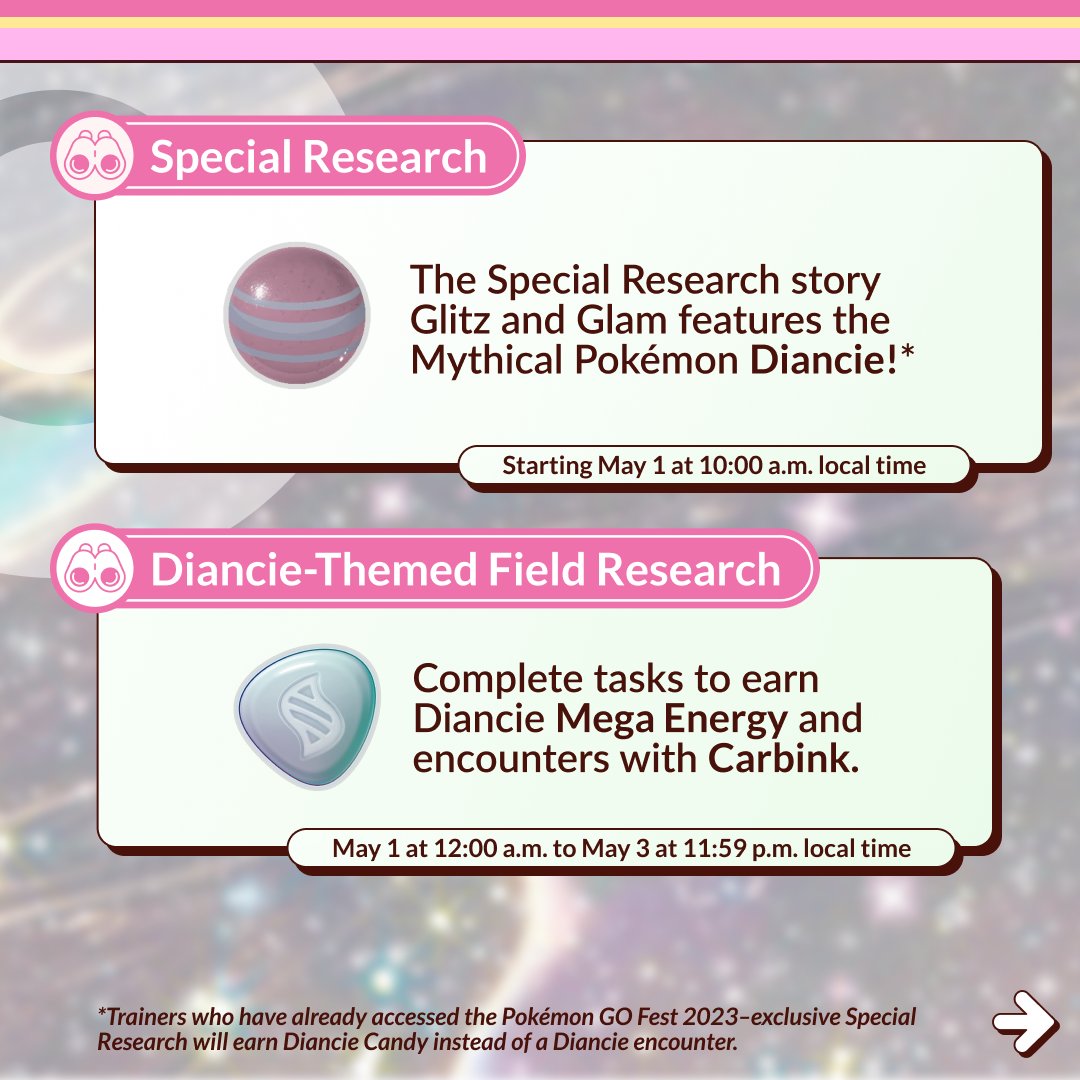 Special Research
The Special Research story
Glitz and Glam features the
Mythical Pokémon Diancie!*
Starting May 1 at 10:00 a.m. local time
Diancie-Themed Field Research
Complete tasks to earn
Diancie Mega Energy and
encounters with Carbink.
May 1 at 12:00 a.m. to May 3 at 11:59 p.m. local time
*Trainers who have already accessed the Pokémon GO Fest 2023–exclusive Special
Research will earn Diancie Candy instead of a Diancie encounter.